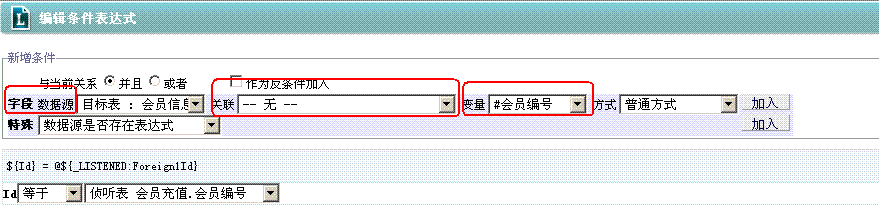 编辑条件表达式
新增条件
与当前关系 并且 或者 作为反条件加入
字段 数据源 目标表 : 会员信息 关联 -- 无 -- 变量 #会员编号 方式 普通方式 加入
特殊 数据源是否存在表达式 加入
${Id} = @${_LISTENED:Foreign1Id}
Id 等于 侦听表 会员充值.会员编号